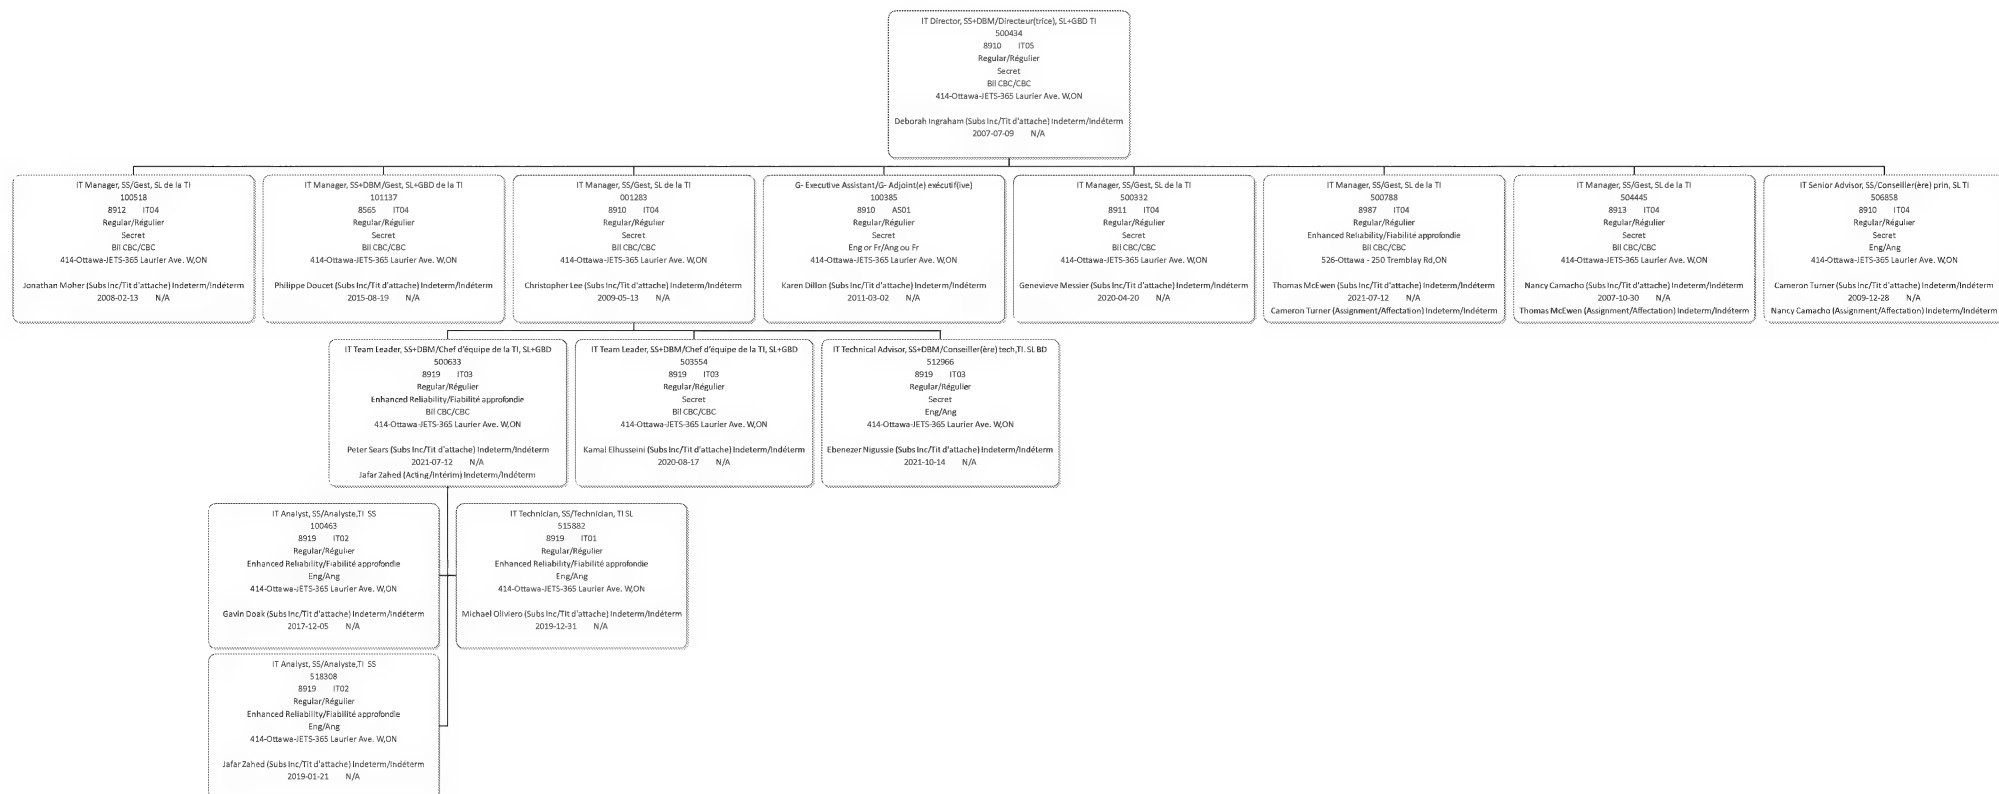 IT Director, SS+DBM/Directeur(trice), SL+GBD TI
500434
8910 IT05
Regular/Régulier
Secret
Bil CBC/CBC
414-Ottawa-JETS-365 Laurier Ave. W,ON
Deborah Ingraham (Subs Inc/Tit d'attache) Indeterm/Indéterm
2007-07-09 N/A
IT Manager, SS/Gest, SL de la TI
100518
8912 IT04
Regular/Régulier
Secret
Bil CBC/CBC
414-Ottawa-JETS-365 Laurier Ave. W,ON
Jonathan Moher (Subs Inc/Tit d'attache) Indeterm/Indéterm
2008-02-13 N/A
IT Manager, SS+DBM/Gest, SL+GBD de la TI
101137
8565 IT04
Regular/Régulier
Secret
Bil CBC/CBC
414-Ottawa-JETS-365 Laurier Ave. W,ON
Philippe Doucet (Subs Inc/Tit d'attache) Indeterm/Indéterm
2015-08-19 N/A
IT Manager, SS/Gest, SL de la TI
001283
8910 IT04
Regular/Régulier
Secret
Bil CBC/CBC
414-Ottawa-JETS-365 Laurier Ave. W,ON
Christopher Lee (Subs Inc/Tit d'attache) Indeterm/Indéterm
2009-05-13 N/A
G- Executive Assistant/G- Adjoint(e) exécutif(ive)
100385
8910 AS01
Regular/Régulier
Secret
Eng or Fr/Ang ou Fr
414-Ottawa-JETS-365 Laurier Ave. W,ON
Karen Dillon (Subs Inc/Tit d'attache) Indeterm/Indéterm
2011-03-02 N/A
IT Manager, SS/Gest, SL de la TI
500332
8911 IT04
Regular/Régulier
Secret
Bil CBC/CBC
414-Ottawa-JETS-365 Laurier Ave. W,ON
Genevieve Messier (Subs Inc/Tit d'attache) Indeterm/Indéterm
2020-04-20 N/A
IT Manager, SS/Gest, SL de la TI
500788
8987 IT04
Regular/Régulier
Enhanced Reliability/Fiabilité approfondie
Bil CBC/CBC
526-Ottawa - 250 Tremblay Rd,ON
Thomas McEwen (Subs Inc/Tit d'attache) Indeterm/Indéterm
2021-07-12 N/A
Cameron Turner (Assignment/Affectation) Indeterm/Indéterm
IT Manager, SS/Gest, SL de la TI
504445
8913 IT04
Regular/Régulier
Secret
Bil CBC/CBC
414-Ottawa-JETS-365 Laurier Ave. W,ON
Nancy Camacho (Subs Inc/Tit d'attache) Indeterm/Indéterm
2007-10-30 N/A
Thomas McEwen (Assignment/Affectation) Indeterm/Indéterm
IT Senior Advisor, SS/Conseiller(ère) prin, SL TI
506858
8910 IT04
Regular/Régulier
Secret
Eng/Ang
414-Ottawa-JETS-365 Laurier Ave. W,ON
Cameron Turner (Subs Inc/Tit d'attache) Indeterm/Indéterm
2009-12-28 N/A
Nancy Camacho (Assignment/Affectation) Indeterm/Indéterm
IT Team Leader, SS+DBM/Chef d'équipe de la TI, SL+GBD
500633
8919 IT03
Regular/Régulier
Enhanced Reliability/Fiabilité approfondie
Bil CBC/CBC
414-Ottawa-JETS-365 Laurier Ave. W,ON
Peter Sears (Subs Inc/Tit d'attache) Indeterm/Indéterm
2021-07-12 N/A
Jafar Zahed (Acting/Intérim) Indeterm/Indéterm
IT Team Leader, SS+DBM/Chef d'équipe de la TI, SL+GBD
503554
8919 IT03
Regular/Régulier
Secret
Bil CBC/CBC
414-Ottawa-JETS-365 Laurier Ave. W,ON
Kamal Elhusseini (Subs Inc/Tit d'attache) Indeterm/Indéterm
2020-08-17 N/A
IT Technical Advisor, SS+DBM/Conseiller(ère) tech,TI. SL BD
512966
8919 IT03
Regular/Régulier
Secret
Eng/Ang
414-Ottawa-JETS-365 Laurier Ave. W,ON
Ebenezer Nigussie (Subs Inc/Tit d'attache) Indeterm/Indéterm
2021-10-14 N/A
IT Analyst, SS/Analyste,TI SS
100463
8919 IT02
Regular/Régulier
Enhanced Reliability/Fiabilité approfondie
Eng/Ang
414-Ottawa-JETS-365 Laurier Ave. W,ON
Gavin Doak (Subs Inc/Tit d'attache) Indeterm/Indéterm
2017-12-05 N/A
IT Technician, SS/Technician, TI SL
515882
8919 IT01
Regular/Régulier
Enhanced Reliability/Fiabilité approfondie
Eng/Ang
414-Ottawa-JETS-365 Laurier Ave. W,ON
Michael Oliviero (Subs Inc/Tit d'attache) Indeterm/Indéterm
2019-12-31 N/A
IT Analyst, SS/Analyste,TI SS
518308
8919 IT02
Regular/Régulier
Enhanced Reliability/Fiabilité approfondie
Eng/Ang
414-Ottawa-JETS-365 Laurier Ave. W,ON
Jafar Zahed (Subs Inc/Tit d'attache) Indeterm/Indéterm
2019-01-21 N/A